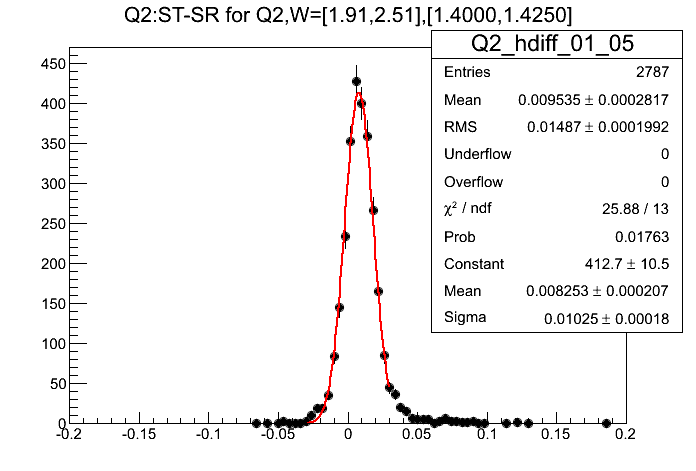 Q2:ST-SR for Q2,W=[1.91,2.51],[1.4000,1.4250]
Q2_hdiff_01_05
Entries 2787
Mean 0.009535 ± 0.0002817
RMS 0.01487 ± 0.0001992
Underflow 0
Overflow 0
χ² / ndf 25.88 / 13
Prob 0.01763
Constant 412.7 ± 10.5
Mean 0.008253 ± 0.000207
Sigma 0.01025 ± 0.00018
450
400
350
300
250
200
150
100
50
0
-0.2 -0.15 -0.1 -0.05 0 0.05 0.1 0.15 0.2